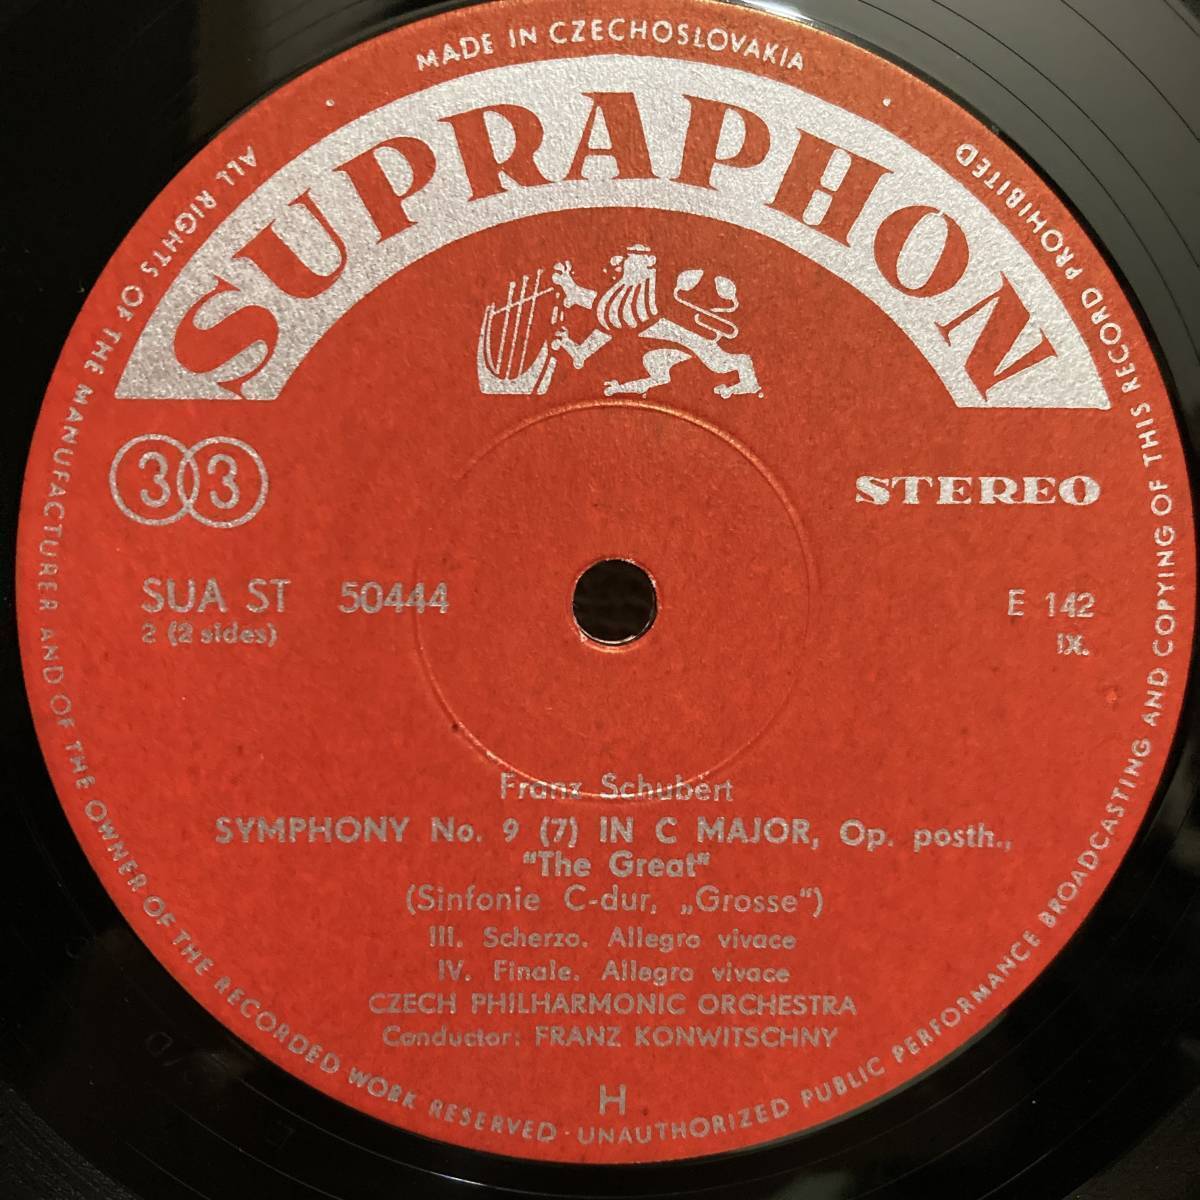 MADE IN CZECHOSLOVAKIA
ALL RIGHTS OF THE MANUFACTURER AND OF THE OWNER OF THE RECORDED WORK RESERVED · UNAUTHORIZED PUBLIC PERFORMANCE BROADCASTING AND COPYING OF THIS RECORD PROHIBITED
SUPRAPHON
33
STEREO
SUA ST 50444
2 (2 sides)
E 142
IX.
Franz Schubert
SYMPHONY No. 9 (7) IN C MAJOR, Op. posth.,
"The Great"
(Sinfonie C-dur, „Grosse")
III. Scherzo. Allegro vivace
IV. Finale. Allegro vivace
CZECH PHILHARMONIC ORCHESTRA
Conductor: FRANZ KONWITSCHNY
H